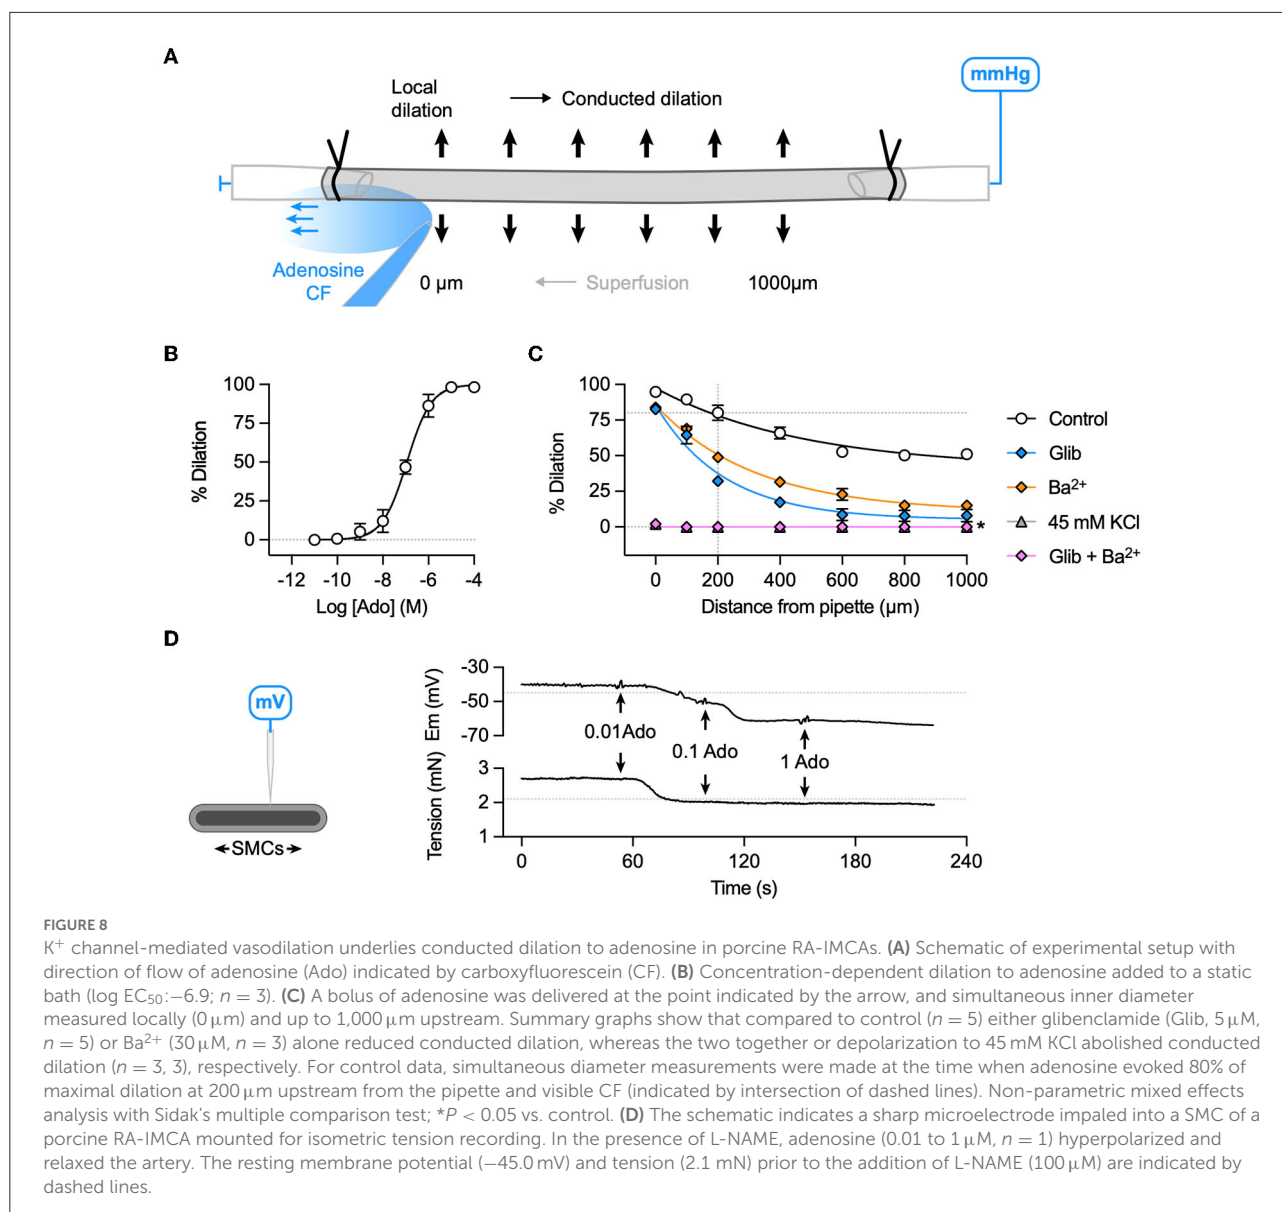 A
mmHg
Local
dilation
Conducted dilation
Adenosine
CF
0 µm
Superfusion
1000µm
B
100
50
0
% Dilation
-12 -10 -8 -6 -4
Log [Ado] (M)
C
100
75
50
25
0
% Dilation
0 200 400 600 800 1000
Distance from pipette (µm)
*
Control
Glib
Ba²⁺
45 mM KCl
Glib + Ba²⁺
D
mV
SMCs
-30
-50
-70
Em (mV)
0.01Ado
0.1 Ado
1 Ado
3
2
1
Tension (mN)
0 60 120 180 240
Time (s)
FIGURE 8
K⁺ channel-mediated vasodilation underlies conducted dilation to adenosine in porcine RA-IMCAs. (A) Schematic of experimental setup with
direction of flow of adenosine (Ado) indicated by carboxyfluorescein (CF). (B) Concentration-dependent dilation to adenosine added to a static
bath (log EC₅₀:−6.9; n = 3). (C) A bolus of adenosine was delivered at the point indicated by the arrow, and simultaneous inner diameter
measured locally (0 µm) and up to 1,000 µm upstream. Summary graphs show that compared to control (n = 5) either glibenclamide (Glib, 5 µM,
n = 5) or Ba²⁺ (30 µM, n = 3) alone reduced conducted dilation, whereas the two together or depolarization to 45 mM KCl abolished conducted
dilation (n = 3, 3), respectively. For control data, simultaneous diameter measurements were made at the time when adenosine evoked 80% of
maximal dilation at 200 µm upstream from the pipette and visible CF (indicated by intersection of dashed lines). Non-parametric mixed effects
analysis with Sidak's multiple comparison test; *P < 0.05 vs. control. (D) The schematic indicates a sharp microelectrode impaled into a SMC of a
porcine RA-IMCA mounted for isometric tension recording. In the presence of L-NAME, adenosine (0.01 to 1 µM, n = 1) hyperpolarized and
relaxed the artery. The resting membrane potential (−45.0 mV) and tension (2.1 mN) prior to the addition of L-NAME (100 µM) are indicated by
dashed lines.